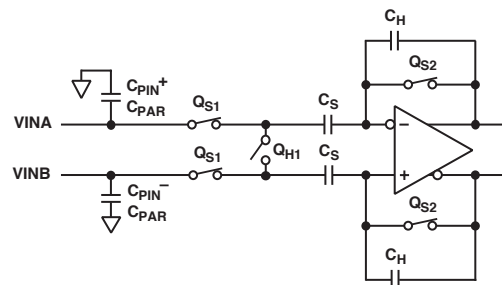 CH
QS2
CPIN+
CPAR
QS1
CS
VINA
−
QH1
QS1
CS
VINB
+
CPIN−
CPAR
QS2
CH